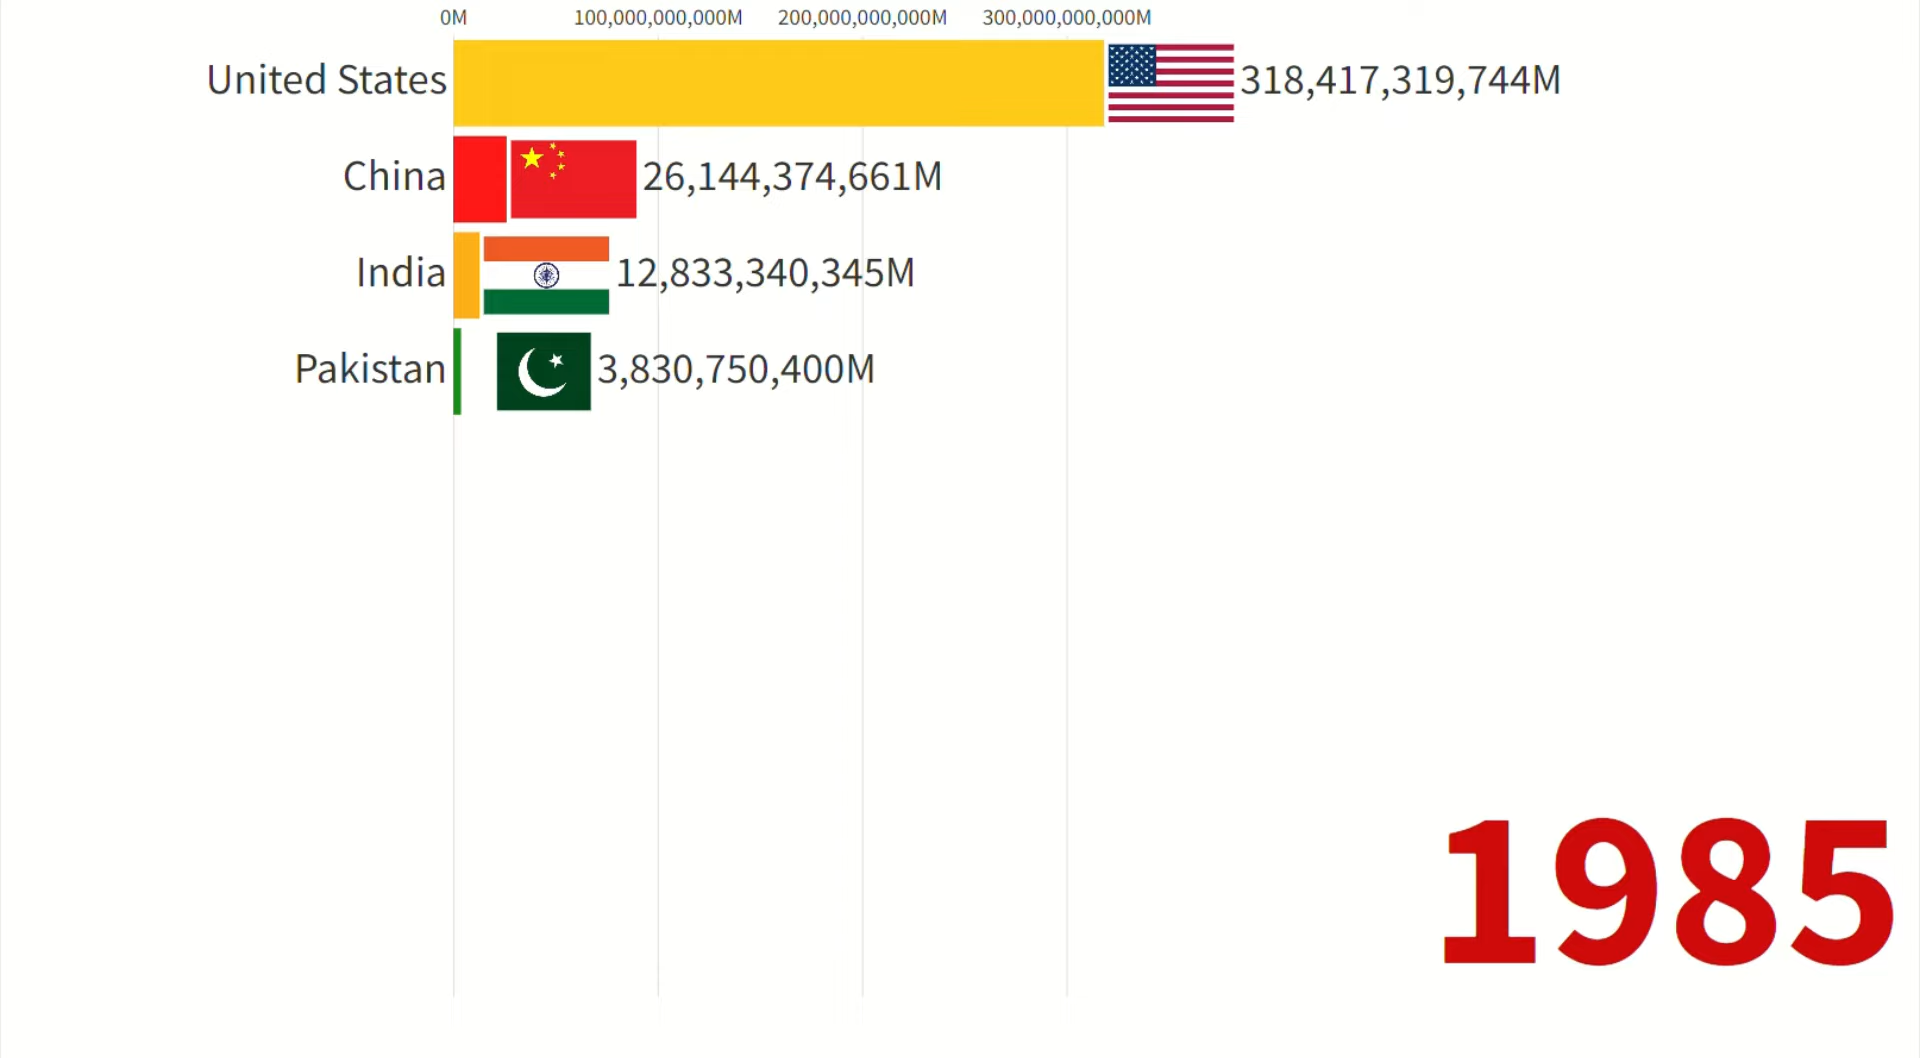 0M 100,000,000,000M 200,000,000,000M 300,000,000,000M
United States 318,417,319,744M
China 26,144,374,661M
India 12,833,340,345M
Pakistan 3,830,750,400M
1985